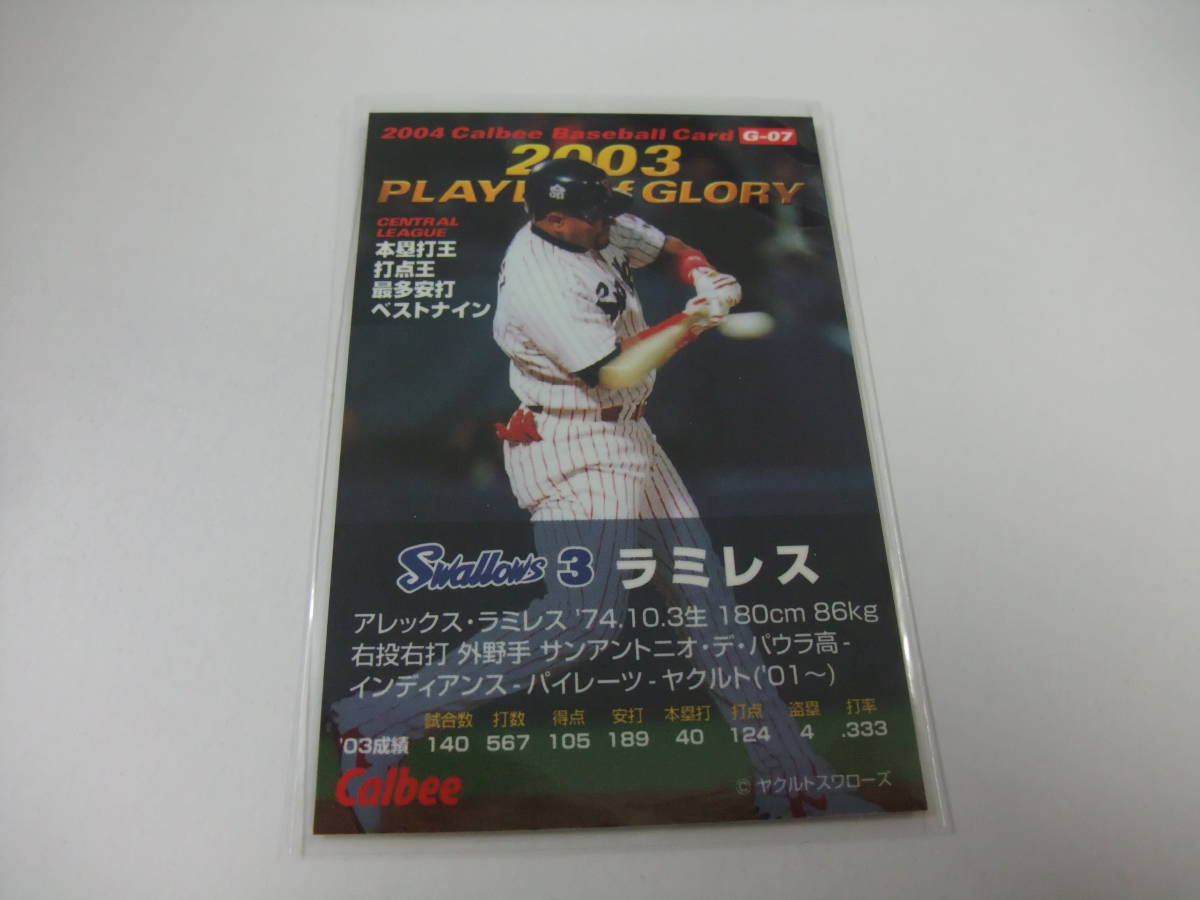 2004 Calbee Baseball Card G-07
2003
PLAYER of GLORY
CENTRAL
LEAGUE
本塁打王
打点王
最多安打
ベストナイン
Swallows 3 ラミレス
アレックス・ラミレス '74.10.3生 180cm 86kg
右投右打 外野手 サンアントニオ・デ・パウラ高-
インディアンス-パイレーツ-ヤクルト('01〜)
試合数 打数 得点 安打 本塁打 打点 盗塁 打率
'03成績 140 567 105 189 40 124 4 .333
Calbee
© ヤクルトスワローズ